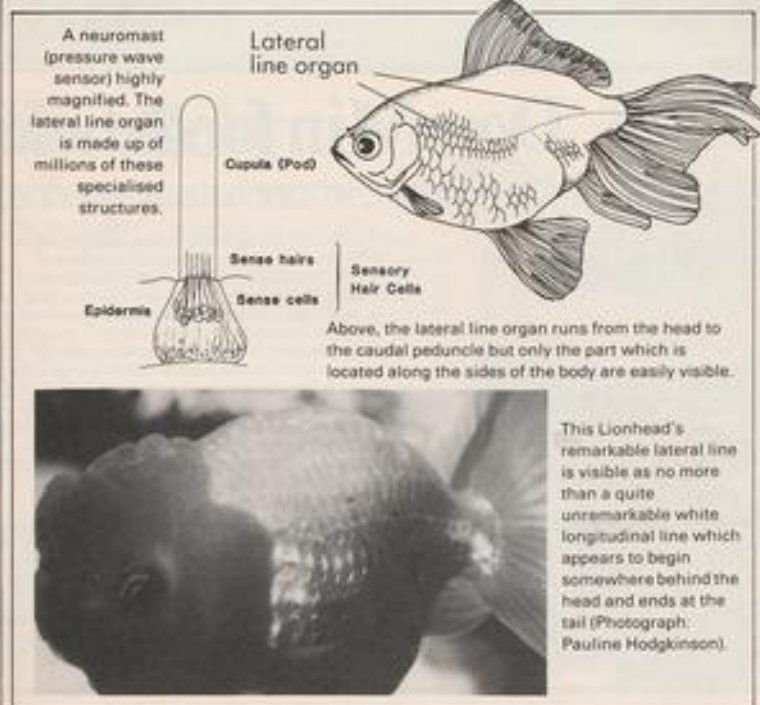 A neuromast
(pressure wave
sensor) highly
magnified. The
lateral line organ
is made up of
millions of these
specialised
structures.
Lateral
line organ
Cupula (Pod)
Sense hairs
Sense cells
Sensory
Hair Cells
Epidermis
Above, the lateral line organ runs from the head to
the caudal peduncle but only the part which is
located along the sides of the body are easily visible.
This Lionhead's
remarkable lateral line
is visible as no more
than a quite
unremarkable white
longitudinal line which
appears to begin
somewhere behind the
head and ends at the
tail (Photograph:
Pauline Hodgkinson).